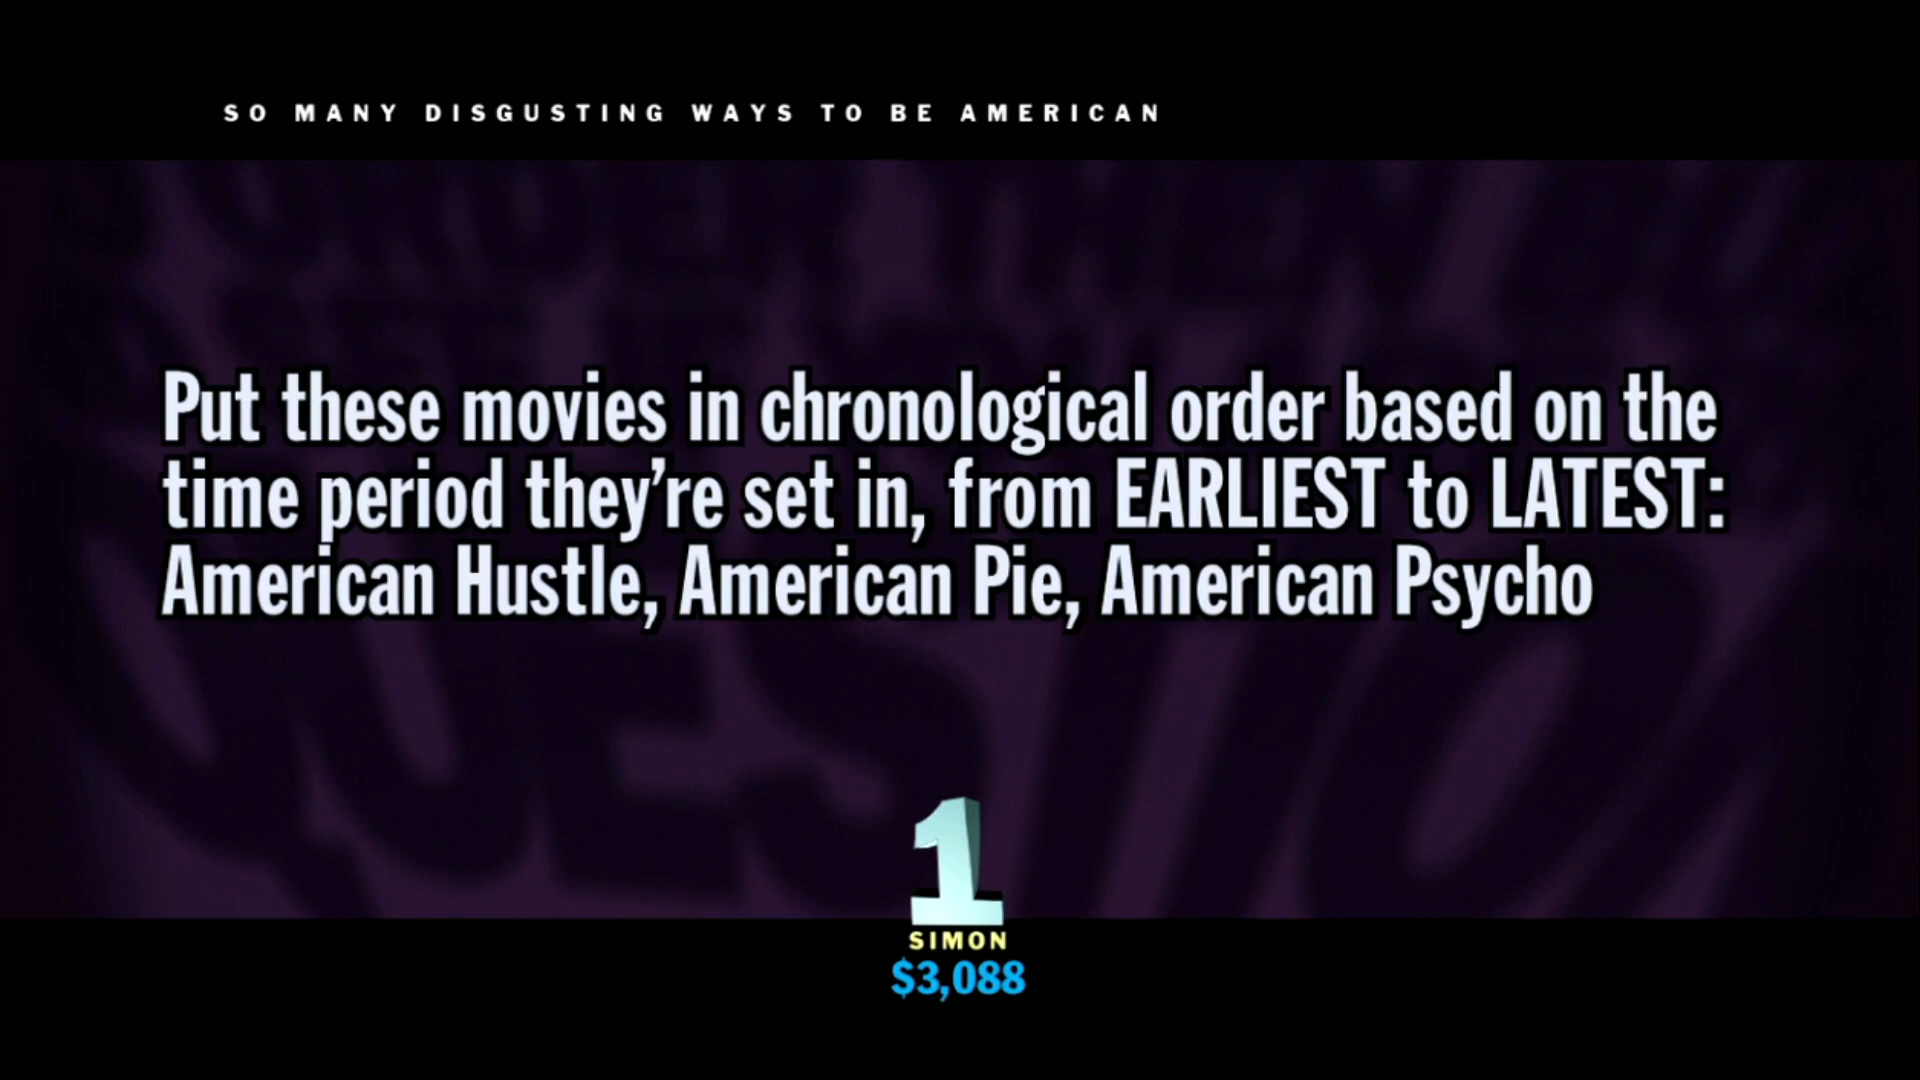 SO MANY DISGUSTING WAYS TO BE AMERICAN
Put these movies in chronological order based on the
time period they're set in, from EARLIEST to LATEST:
American Hustle, American Pie, American Psycho
1
SIMON
$3,088